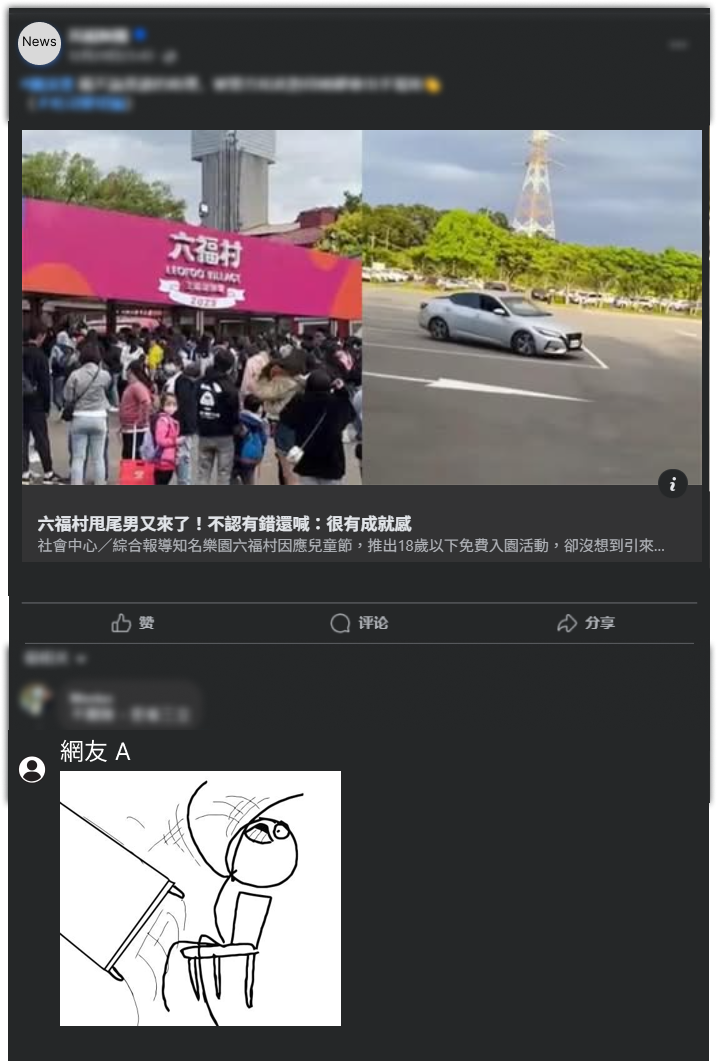 News
六福村
LEOFOO VILLAGE
2023
六福村甩尾男又來了！不認有錯還喊：很有成就感
社會中心／綜合報導知名樂園六福村因應兒童節，推出18歲以下免費入園活動，卻沒想到引來...
赞
评论
分享
網友 A